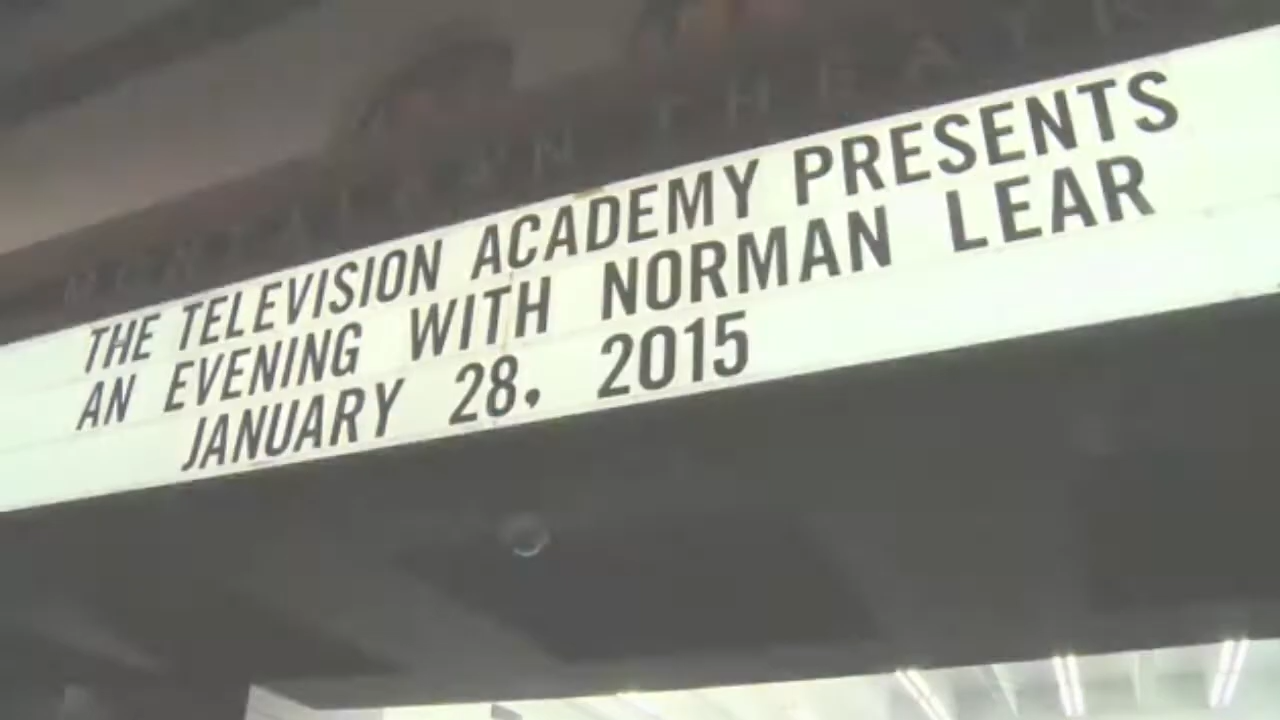 THE TELEVISION ACADEMY PRESENTS
AN EVENING WITH NORMAN LEAR
JANUARY 28, 2015